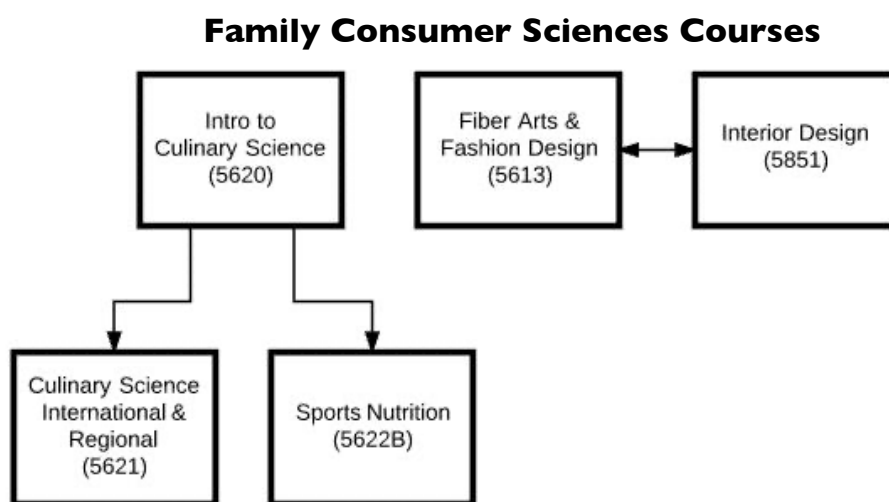 Family Consumer Sciences Courses
Intro to
Culinary Science
(5620)
Fiber Arts &
Fashion Design
(5613)
Interior Design
(5851)
Culinary Science
International &
Regional
(5621)
Sports Nutrition
(5622B)